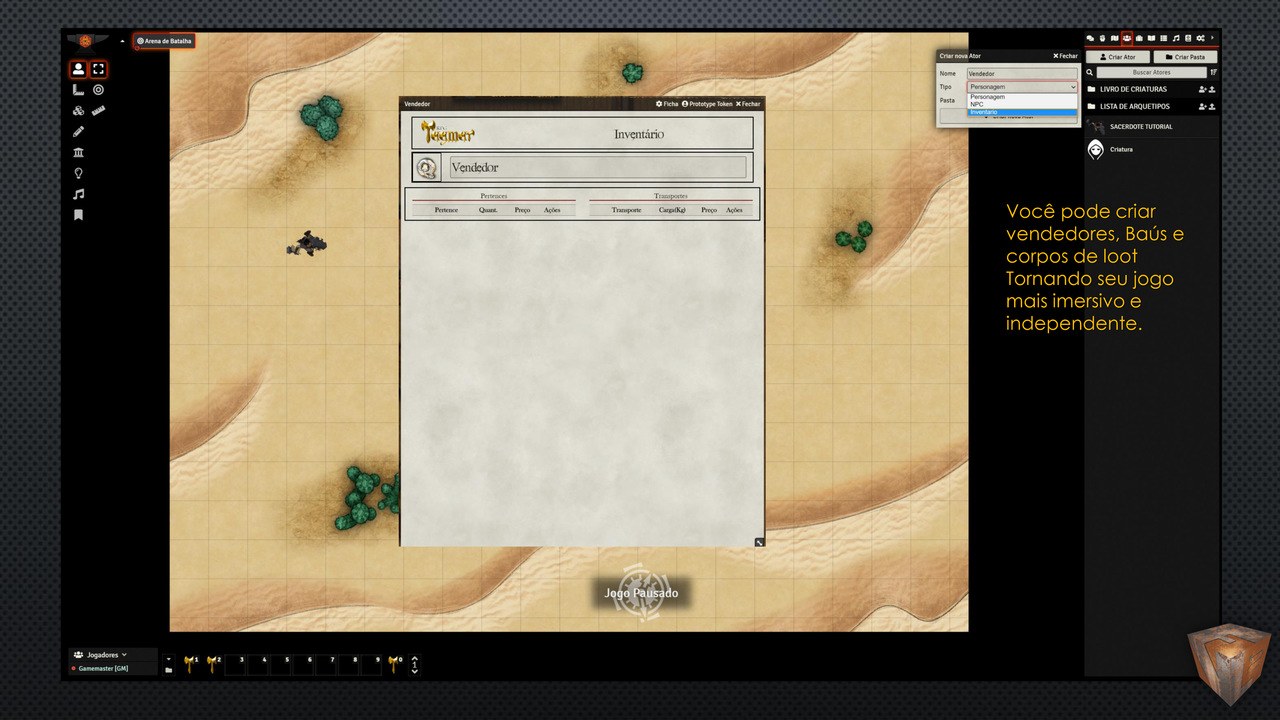 Arena de Batalha
Criar nova Ator
Fechar
Nome
Vendedor
Tipo
Personagem
Personagem
NPC
Inventário
Pasta
Criar Ator
Criar Pasta
Buscar Atores
LIVRO DE CRIATURAS
LISTA DE ARQUETIPOS
SACERDOTE TUTORIAL
Criatura
Vendedor
Ficha
Prototype Token
Fechar
Tagmar
Inventário
Vendedor
Pertences
Transportes
Pertence Quant. Preço Ações
Transporte Carga(Kg) Preço Ações
Você pode criar
vendedores, Baús e
corpos de loot
Tornando seu jogo
mais imersivo e
independente.
Jogo Pausado
Jogadores
Gamemaster [GM]
1 2 3 4 5 6 7 8 9 0
1